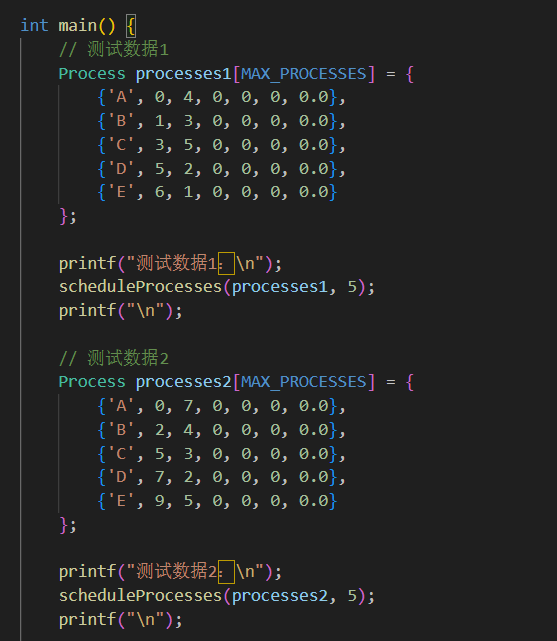 int main() {
// 测试数据1
Process processes1[MAX_PROCESSES] = {
{'A', 0, 4, 0, 0, 0, 0.0},
{'B', 1, 3, 0, 0, 0, 0.0},
{'C', 3, 5, 0, 0, 0, 0.0},
{'D', 5, 2, 0, 0, 0, 0.0},
{'E', 6, 1, 0, 0, 0, 0.0}
};
printf("测试数据1：\n");
scheduleProcesses(processes1, 5);
printf("\n");
// 测试数据2
Process processes2[MAX_PROCESSES] = {
{'A', 0, 7, 0, 0, 0, 0.0},
{'B', 2, 4, 0, 0, 0, 0.0},
{'C', 5, 3, 0, 0, 0, 0.0},
{'D', 7, 2, 0, 0, 0, 0.0},
{'E', 9, 5, 0, 0, 0, 0.0}
};
printf("测试数据2：\n");
scheduleProcesses(processes2, 5);
printf("\n");